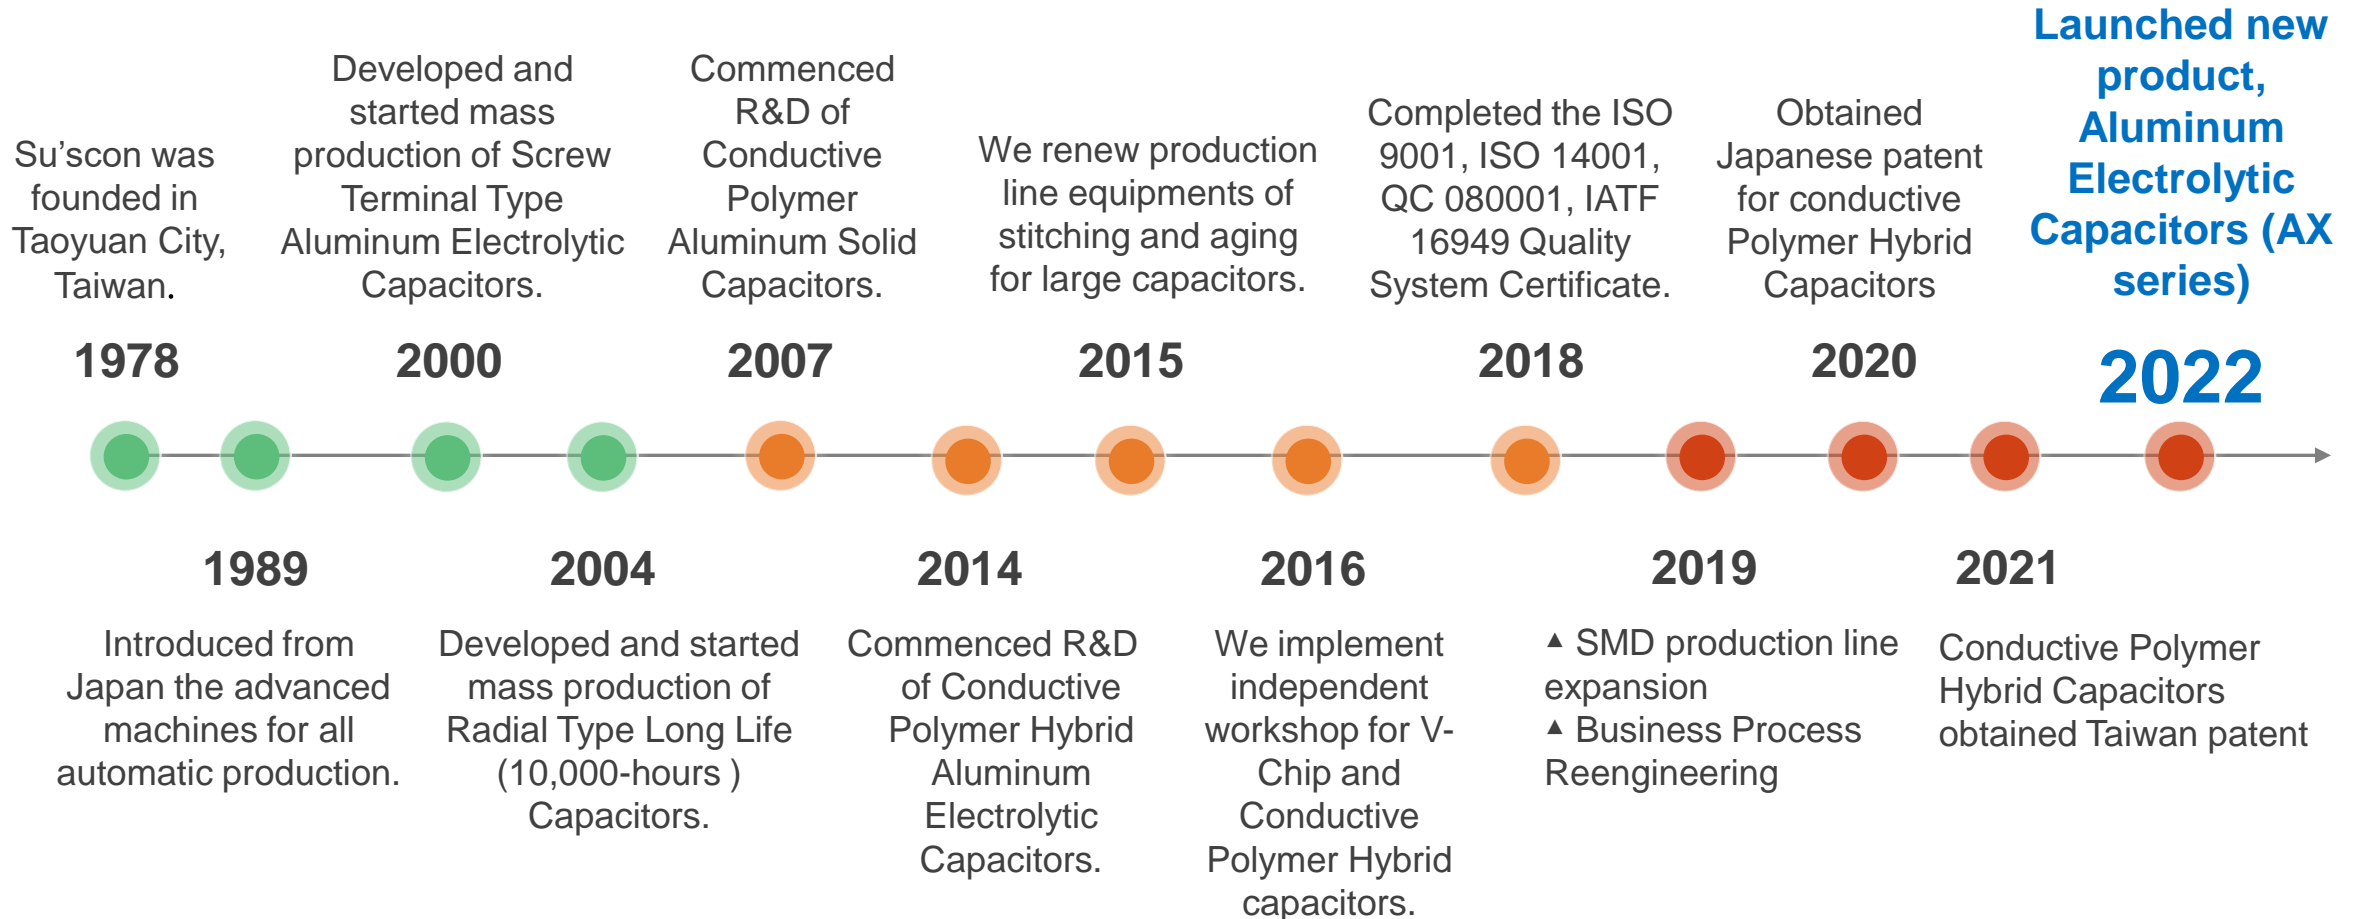 Su’scon was
founded in
Taoyuan City,
Taiwan.
1978
Introduced from
Japan the advanced
machines for all
automatic production.
1989
Developed and
started mass
production of Screw
Terminal Type
Aluminum Electrolytic
Capacitors.
2000
2004
Developed and started
mass production of
Radial Type Long Life
(10,000-hours )
Capacitors.
Commenced
R&D of
Conductive
Polymer
Aluminum Solid
Capacitors.
2007
2014
Commenced R&D
of Conductive
Polymer Hybrid
Aluminum
Electrolytic
Capacitors.
We renew production
line equipments of
stitching and aging
for large capacitors.
2015
2016
We implement
independent
workshop for V-
Chip and
Conductive
Polymer Hybrid
capacitors.
Completed the ISO
9001, ISO 14001,
QC 080001, IATF
16949 Quality
System Certificate.
2018
2019
▲ SMD production line
expansion
▲ Business Process
Reengineering
Obtained
Japanese patent
for conductive
Polymer Hybrid
Capacitors
2020
2021
Conductive Polymer
Hybrid Capacitors
obtained Taiwan patent
Launched new
product,
Aluminum
Electrolytic
Capacitors (AX
series)
2022